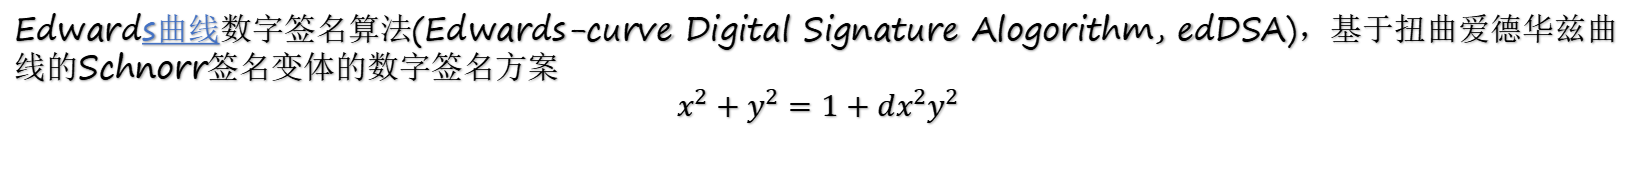 Edwards曲线数字签名算法(Edwards-curve Digital Signature Alogorithm, edDSA)，基于扭曲爱德华兹曲
线的Schnorr签名变体的数字签名方案
x² + y² = 1 + dx²y²